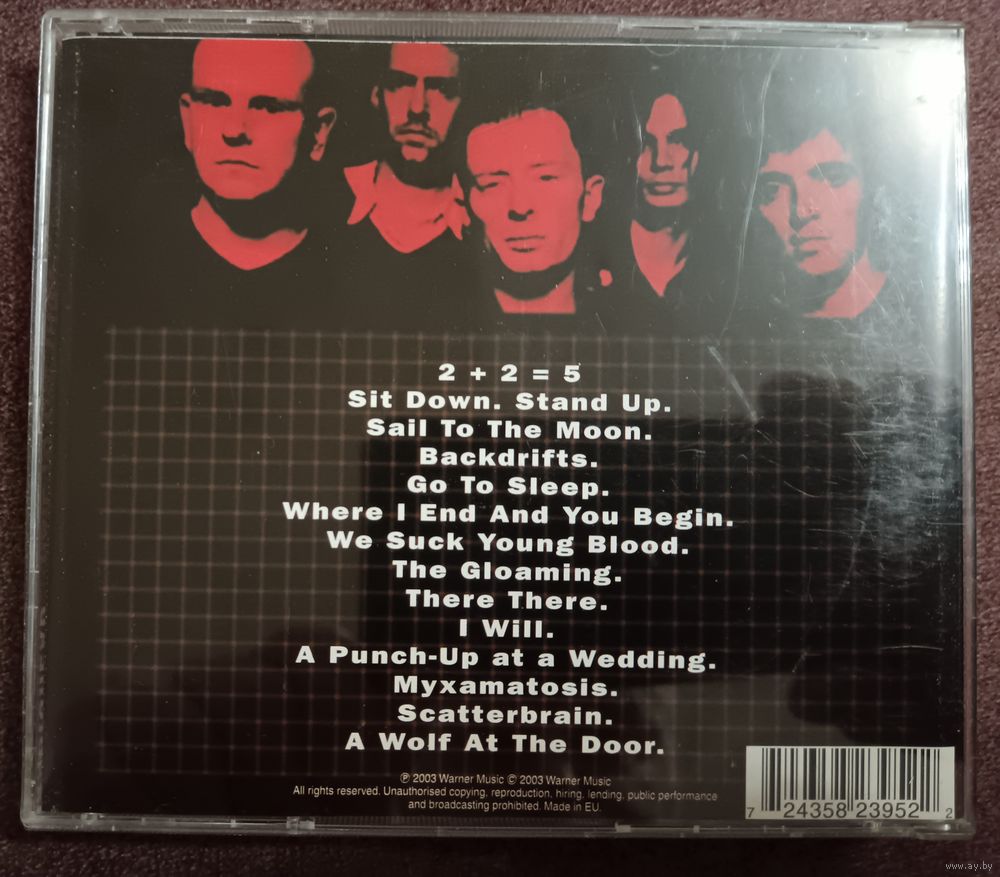 2 + 2 = 5
Sit Down. Stand Up.
Sail To The Moon.
Backdrifts.
Go To Sleep.
Where I End And You Begin.
We Suck Young Blood.
The Gloaming.
There There.
I Will.
A Punch-Up at a Wedding.
Myxamatosis.
Scatterbrain.
A Wolf At The Door.
℗ 2003 Warner Music © 2003 Warner Music
All rights reserved. Unauthorised copying, reproduction, hiring, lending, public performance
and broadcasting prohibited. Made in EU.
7 24358 23952 2
www.ay.by